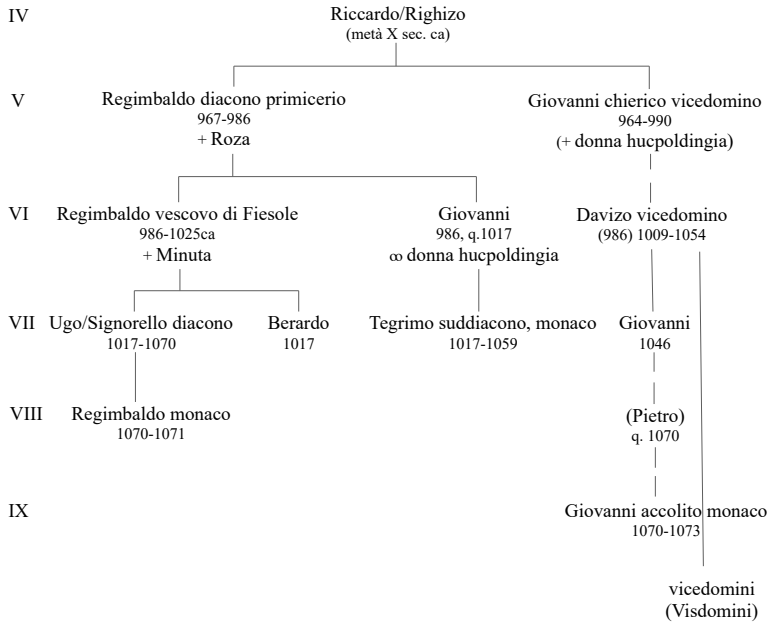 IV
Riccardo/Righizo
(metà X sec. ca)
V
Regimbaldo diacono primicerio
967-986
+ Roza
Giovanni chierico vicedomino
964-990
(+ donna hucpoldingia)
VI
Regimbaldo vescovo di Fiesole
986-1025ca
+ Minuta
Giovanni
986, q.1017
∞ donna hucpoldingia
Davizo vicedomino
(986) 1009-1054
VII
Ugo/Signorello diacono
1017-1070
Berardo
1017
Tegrimo suddiacono, monaco
1017-1059
Giovanni
1046
VIII
Regimbaldo monaco
1070-1071
(Pietro)
q. 1070
IX
Giovanni accolito monaco
1070-1073
vicedomini
(Visdomini)